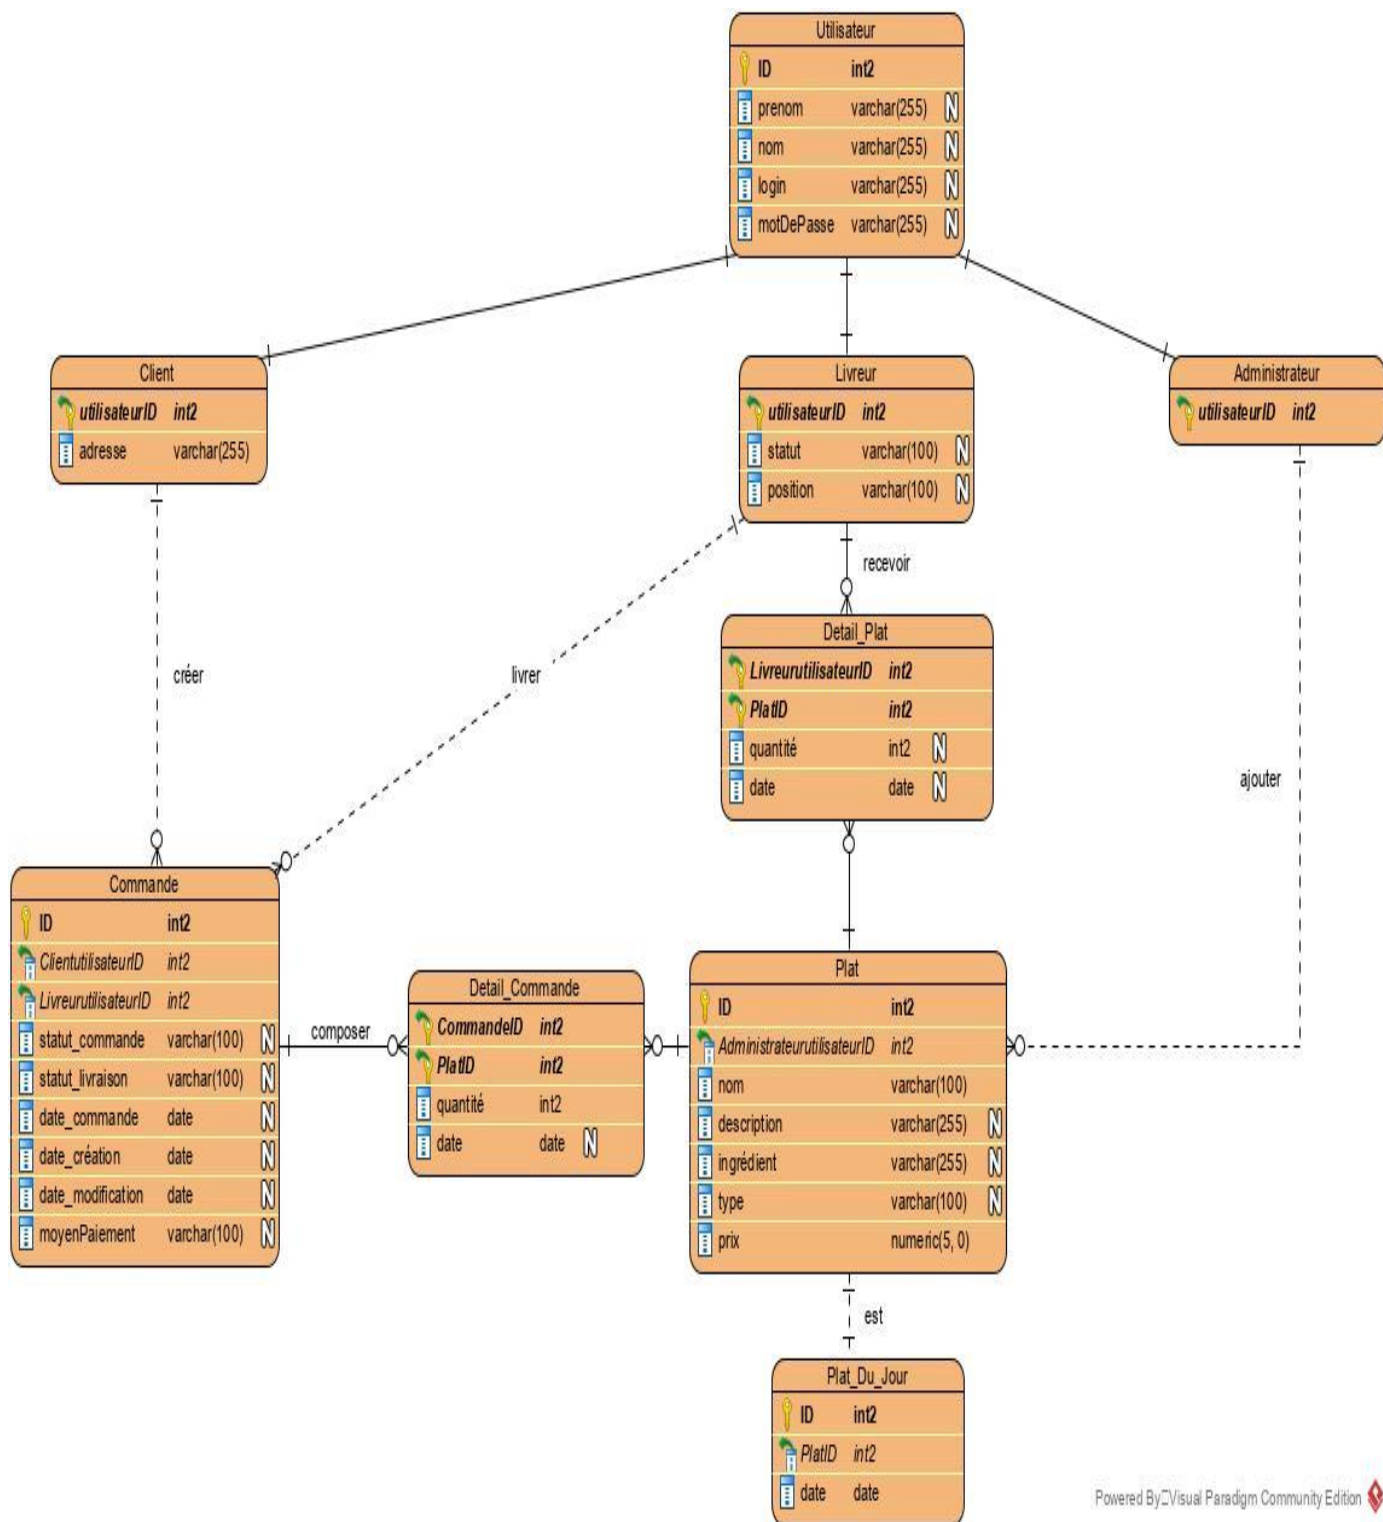 Utilisateur
ID int2
prenom varchar(255) N
nom varchar(255) N
login varchar(255) N
motDePasse varchar(255) N
Client
utilisateurID int2
adresse varchar(255)
Livreur
utilisateurID int2
statut varchar(100) N
position varchar(100) N
Administrateur
utilisateurID int2
recevoir
créer
livrer
Detail_Plat
LivreurutilisateurID int2
PlatID int2
quantité int2 N
date date N
ajouter
Commande
ID int2
ClientutilisateurID int2
LivreurutilisateurID int2
statut_commande varchar(100) N
statut_livraison varchar(100) N
date_commande date N
date_création date N
date_modification date N
moyenPaiement varchar(100) N
composer
Detail_Commande
CommandeID int2
PlatID int2
quantité int2
date date N
Plat
ID int2
AdministrateurutilisateurID int2
nom varchar(100)
description varchar(255) N
ingrédient varchar(255) N
type varchar(100) N
prix numeric(5, 0)
est
Plat_Du_Jour
ID int2
PlatID int2
date date
Powered By Visual Paradigm Community Edition